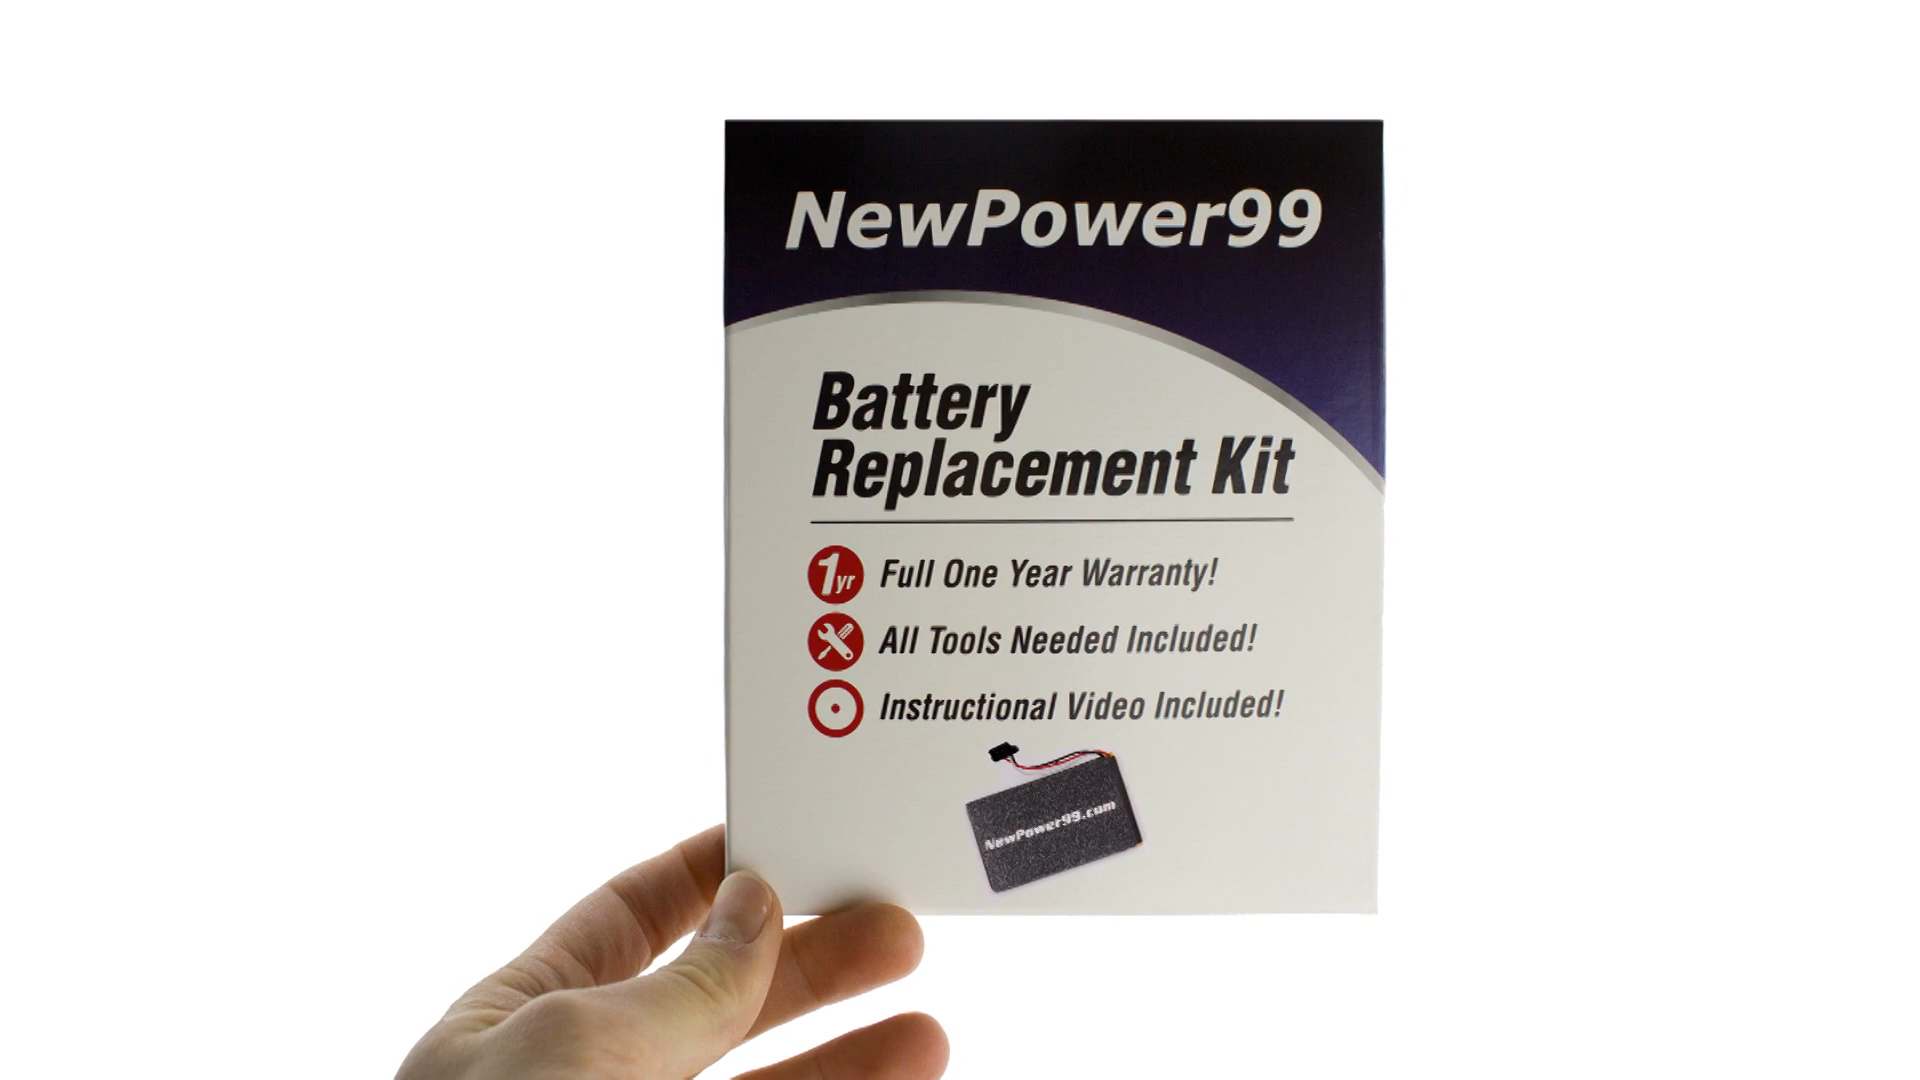 NewPower99
Battery
Replacement Kit
1yr Full One Year Warranty!
All Tools Needed Included!
Instructional Video Included!
NewPower99.com